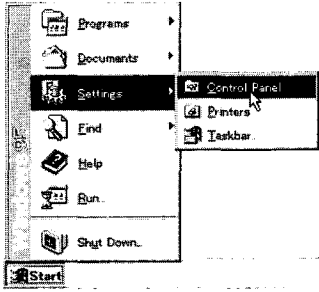 Programs
Documents
Settings
Control Panel
Printers
Taskbar...
Find
Help
Run...
Shut Down...
Start